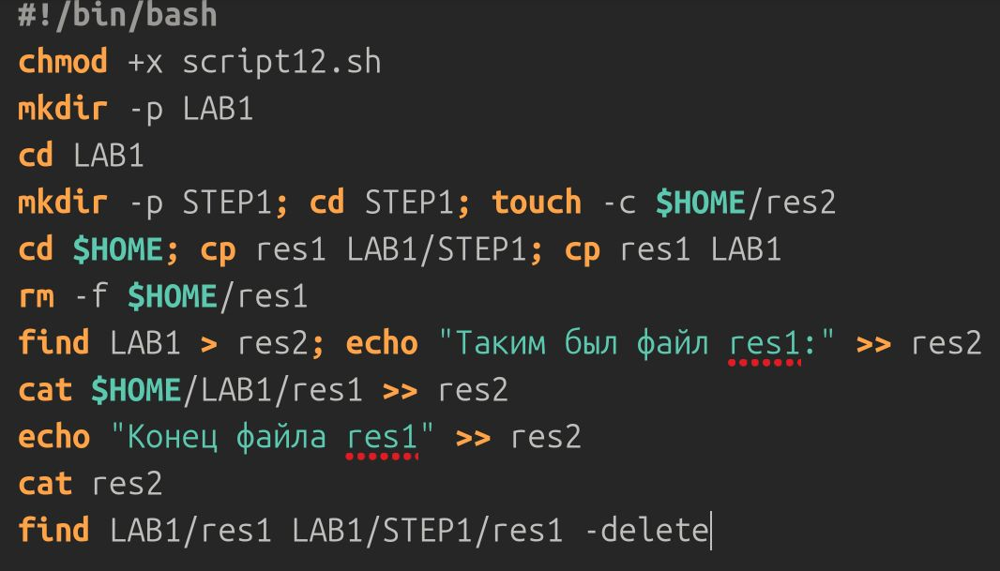 #!/bin/bash
chmod +x script12.sh
mkdir -p LAB1
cd LAB1
mkdir -p STEP1; cd STEP1; touch -c $HOME/res2
cd $HOME; cp res1 LAB1/STEP1; cp res1 LAB1
rm -f $HOME/res1
find LAB1 > res2; echo "Таким был файл res1:" >> res2
cat $HOME/LAB1/res1 >> res2
echo "Конец файла res1" >> res2
cat res2
find LAB1/res1 LAB1/STEP1/res1 -delete